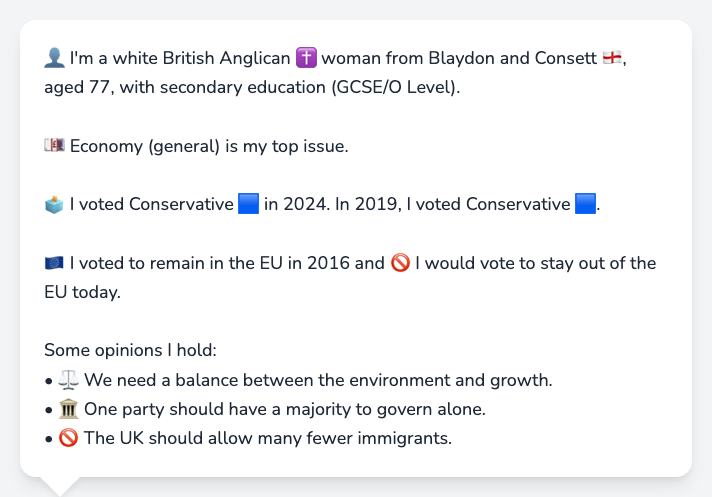 👤 I'm a white British Anglican ✝️ woman from Blaydon and Consett 🏴󠁧󠁢󠁥󠁮󠁧󠁿,
aged 77, with secondary education (GCSE/O Level).
💷 Economy (general) is my top issue.
🗳️ I voted Conservative 🟦 in 2024. In 2019, I voted Conservative 🟦.
🇪🇺 I voted to remain in the EU in 2016 and 🚫 I would vote to stay out of the
EU today.
Some opinions I hold:
• ⚖️ We need a balance between the environment and growth.
• 🏛️ One party should have a majority to govern alone.
• 🚫 The UK should allow many fewer immigrants.